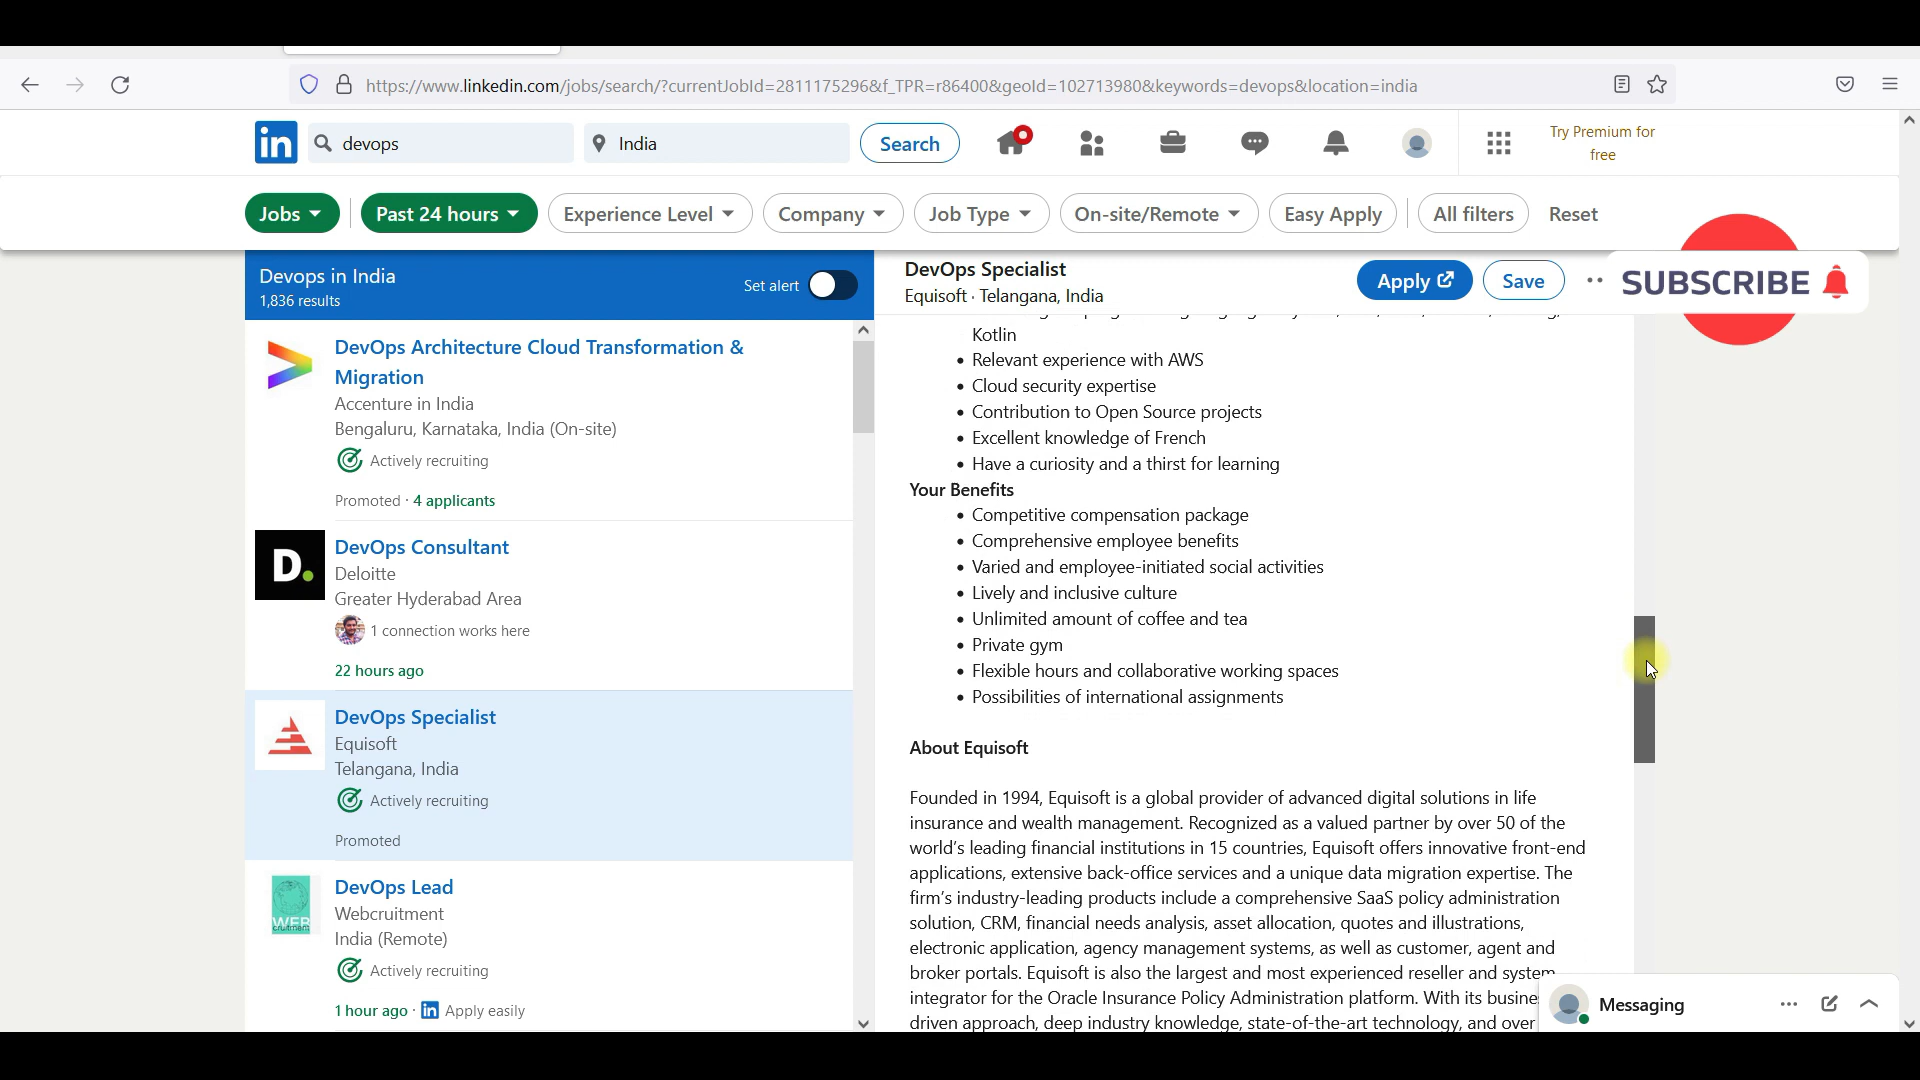 https://www.linkedin.com/jobs/search/?currentJobId=2811175296&f_TPR=r86400&geoId=102713980&keywords=devops&location=india
in
devops
India
Search
Try Premium for
free
Jobs
Past 24 hours
Experience Level
Company
Job Type
On-site/Remote
Easy Apply
All filters
Reset
Devops in India
1,836 results
Set alert
DevOps Architecture Cloud Transformation &
Migration
Accenture in India
Bengaluru, Karnataka, India (On-site)
Actively recruiting
Promoted · 4 applicants
D.
DevOps Consultant
Deloitte
Greater Hyderabad Area
1 connection works here
22 hours ago
DevOps Specialist
Equisoft
Telangana, India
Actively recruiting
Promoted
WEB
cruitment
DevOps Lead
Webcruitment
India (Remote)
Actively recruiting
1 hour ago · in Apply easily
DevOps Specialist
Equisoft · Telangana, India
Apply
Save
SUBSCRIBE
Kotlin
• Relevant experience with AWS
• Cloud security expertise
• Contribution to Open Source projects
• Excellent knowledge of French
• Have a curiosity and a thirst for learning
Your Benefits
• Competitive compensation package
• Comprehensive employee benefits
• Varied and employee-initiated social activities
• Lively and inclusive culture
• Unlimited amount of coffee and tea
• Private gym
• Flexible hours and collaborative working spaces
• Possibilities of international assignments
About Equisoft
Founded in 1994, Equisoft is a global provider of advanced digital solutions in life
insurance and wealth management. Recognized as a valued partner by over 50 of the
world's leading financial institutions in 15 countries, Equisoft offers innovative front-end
applications, extensive back-office services and a unique data migration expertise. The
firm's industry-leading products include a comprehensive SaaS policy administration
solution, CRM, financial needs analysis, asset allocation, quotes and illustrations,
electronic application, agency management systems, as well as customer, agent and
broker portals. Equisoft is also the largest and most experienced reseller and system
integrator for the Oracle Insurance Policy Administration platform. With its busine
driven approach, deep industry knowledge, state-of-the-art technology, and over
Messaging